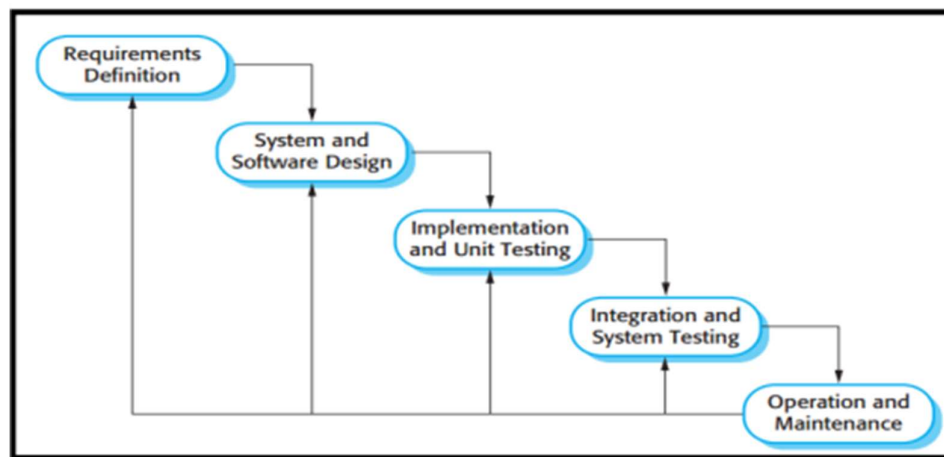 Requirements
Definition
System and
Software Design
Implementation
and Unit Testing
Integration and
System Testing
Operation and
Maintenance